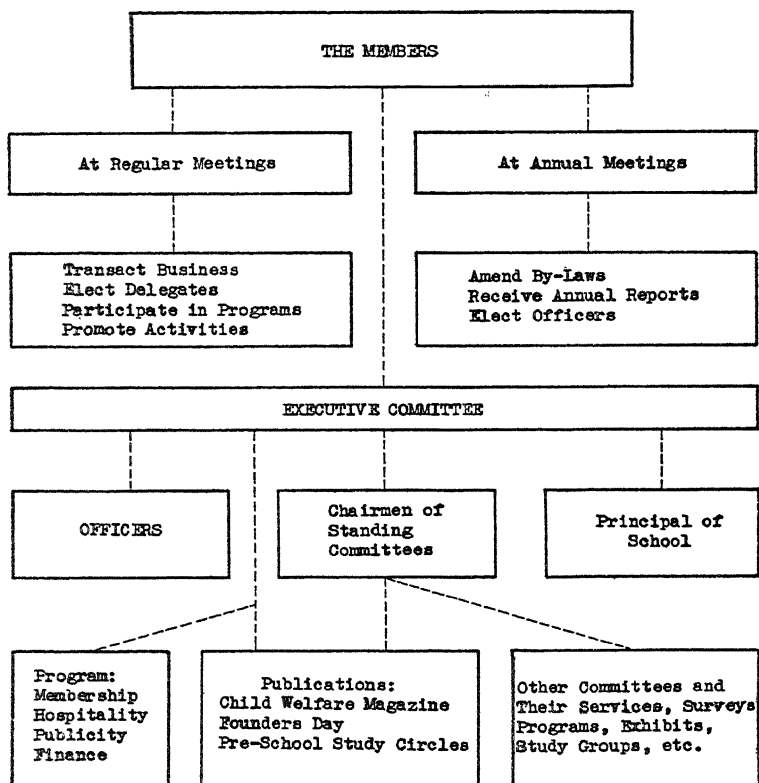 THE MEMBERS
At Regular Meetings
At Annual Meetings
Transact Business
Elect Delegates
Participate in Programs
Promote Activities
Amend By-Laws
Receive Annual Reports
Elect Officers
EXECUTIVE COMMITTEE
OFFICERS
Chairmen of
Standing
Committees
Principal of
School
Program:
Membership
Hospitality
Publicity
Finance
Publications:
Child Welfare Magazine
Founders Day
Pre-School Study Circles
Other Committees and
Their Services, Surveys
Programs, Exhibits,
Study Groups, etc.